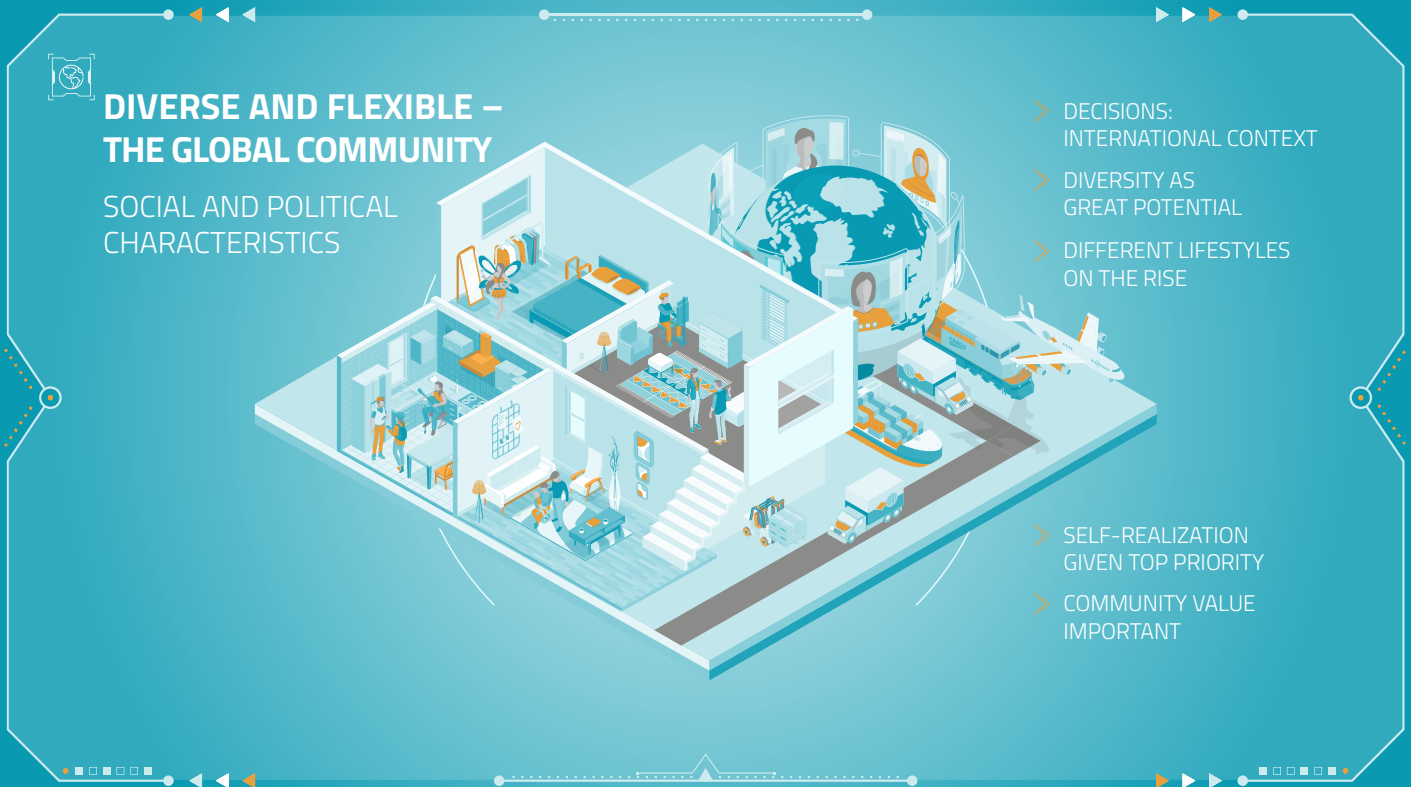 DIVERSE AND FLEXIBLE –
THE GLOBAL COMMUNITY
SOCIAL AND POLITICAL
CHARACTERISTICS
DECISIONS:
INTERNATIONAL CONTEXT
DIVERSITY AS
GREAT POTENTIAL
DIFFERENT LIFESTYLES
ON THE RISE
SELF-REALIZATION
GIVEN TOP PRIORITY
COMMUNITY VALUE
IMPORTANT